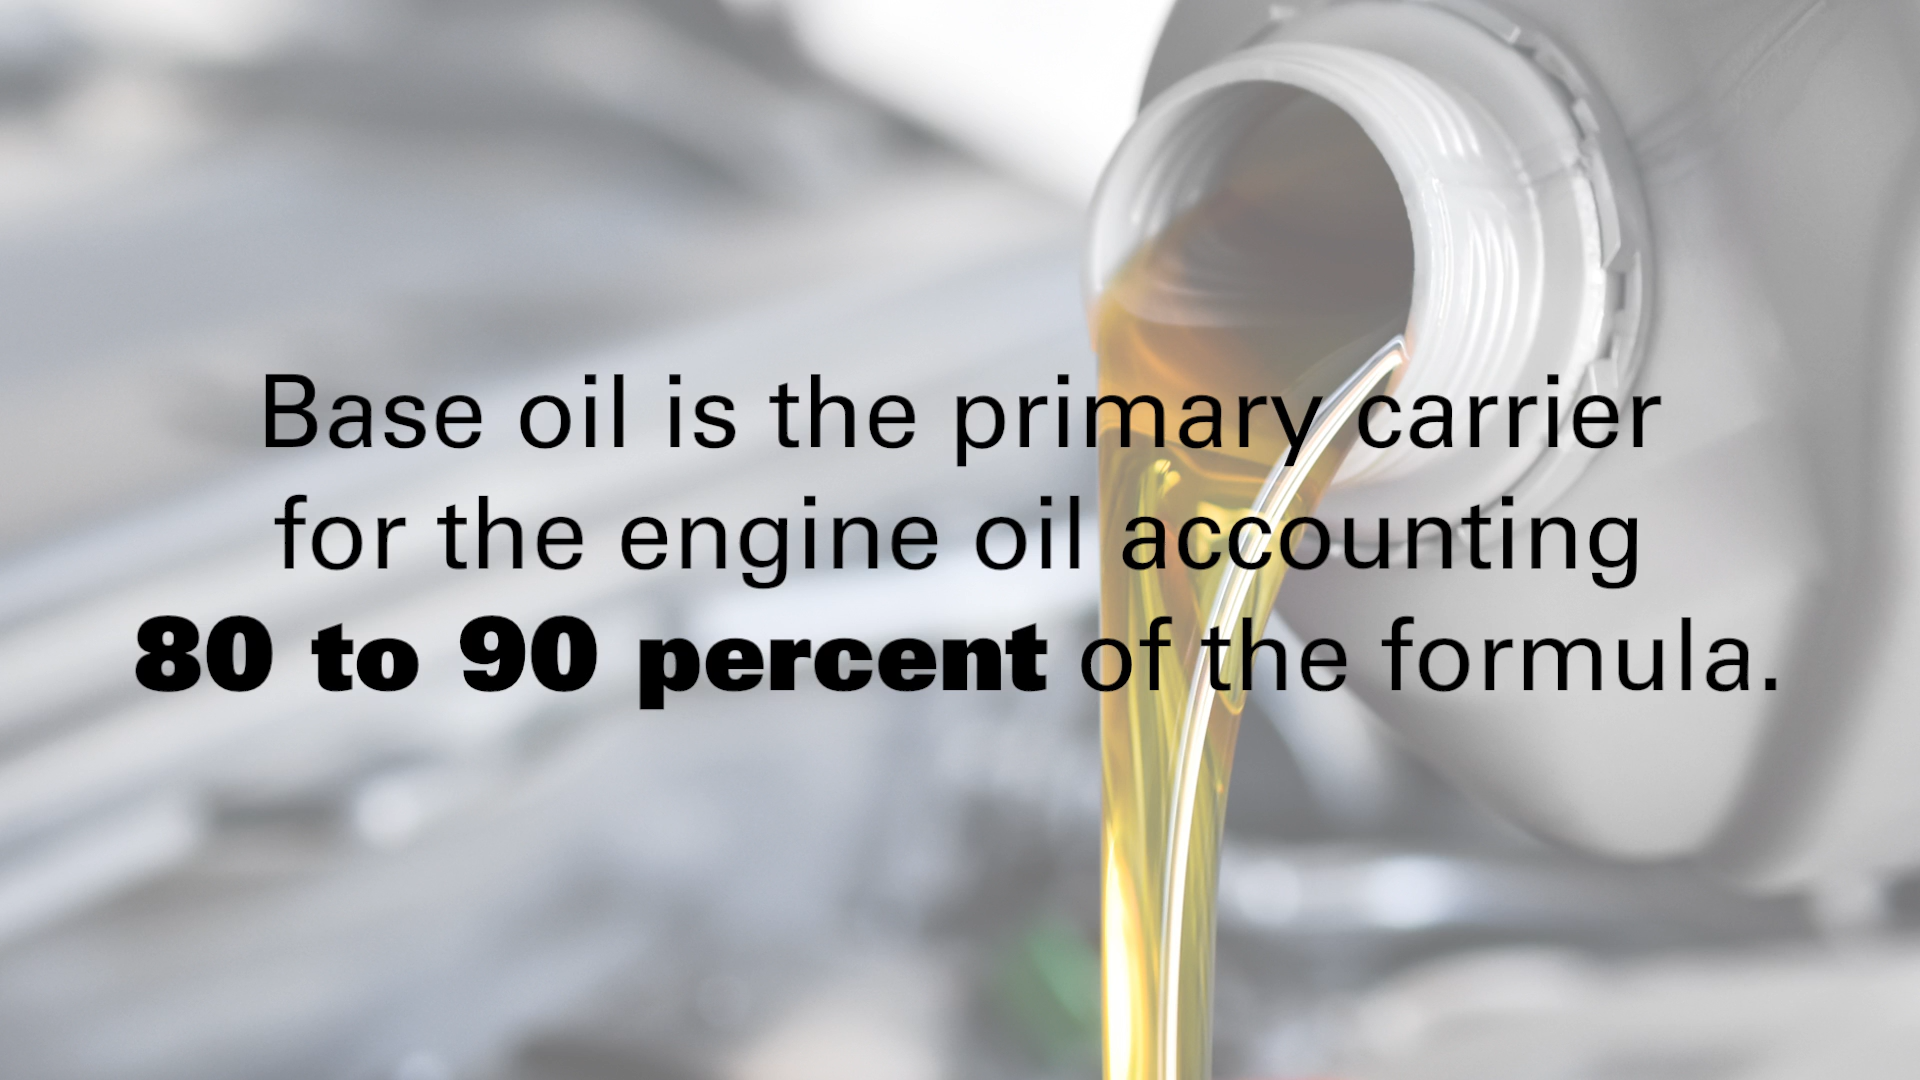 Base oil is the primary carrier
for the engine oil accounting
80 to 90 percent of the formula.